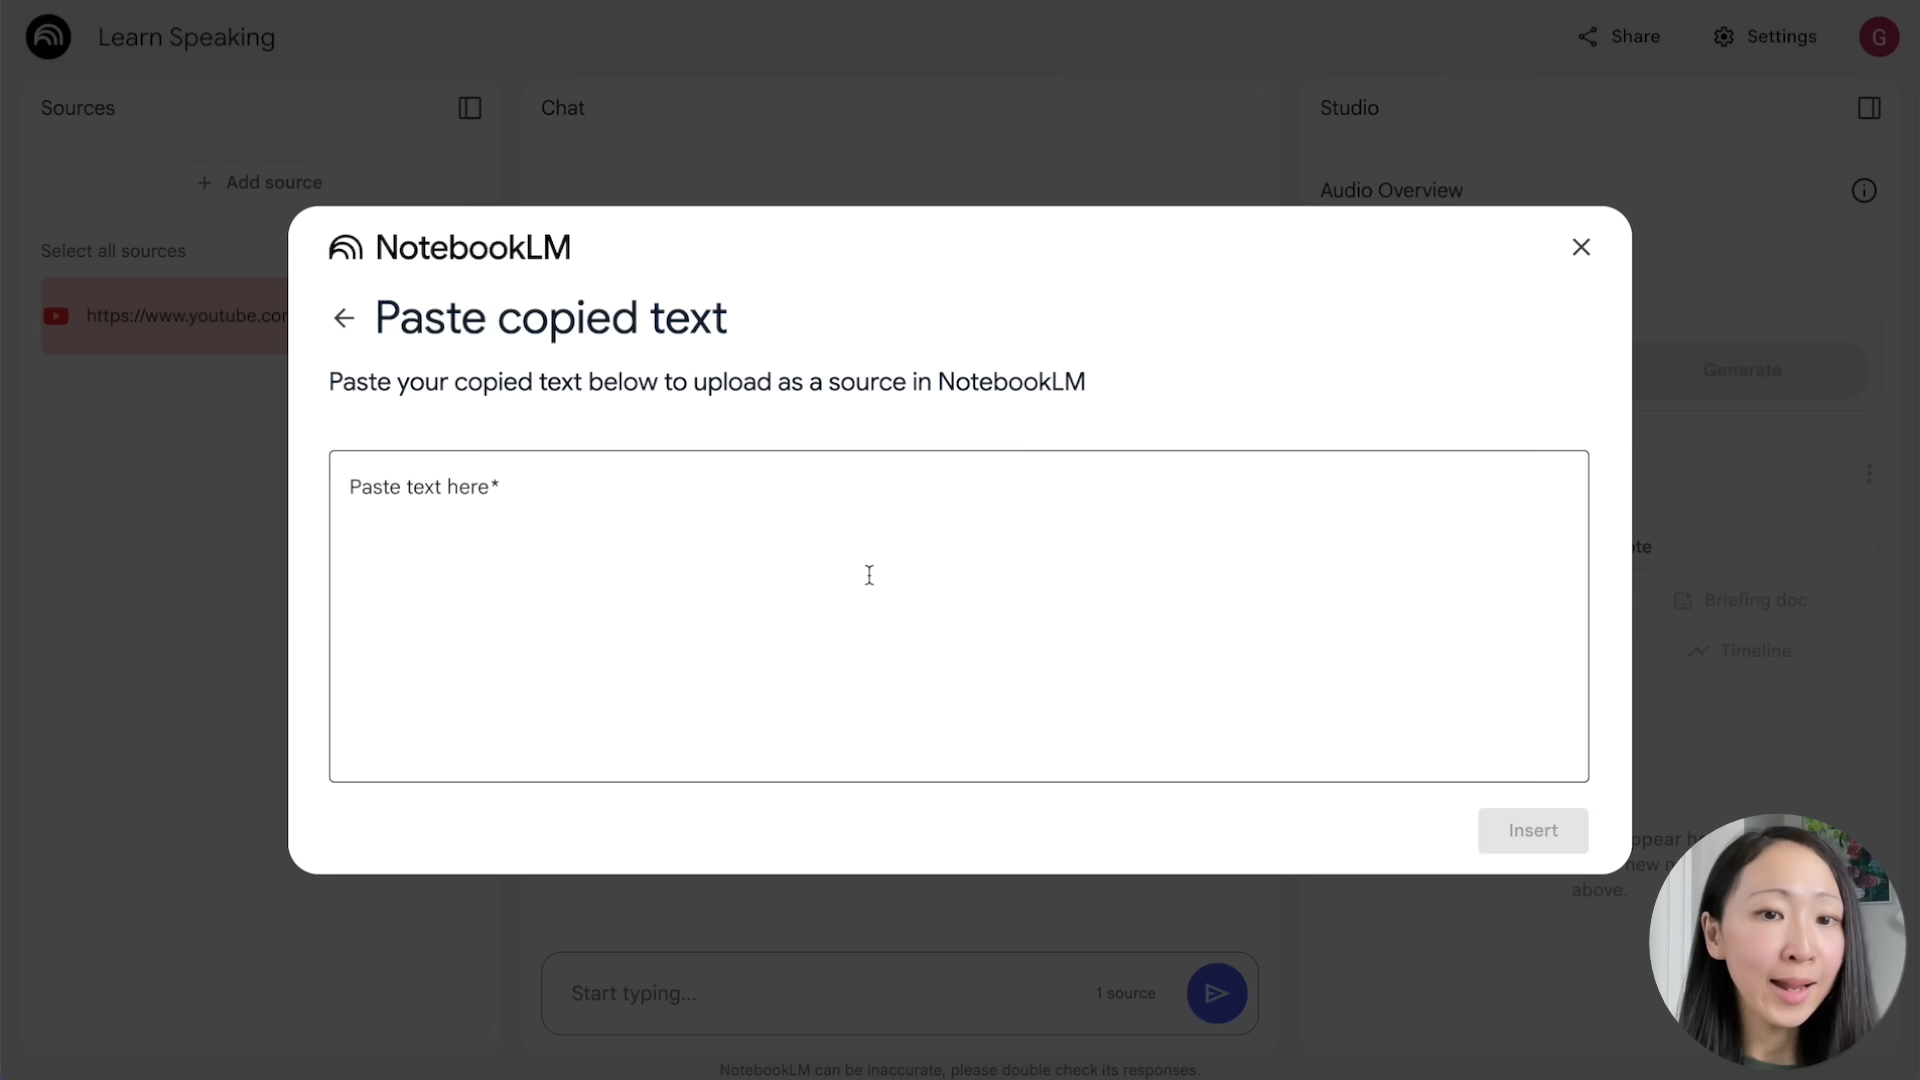 Learn Speaking
Share
Settings
G
Sources
Chat
Studio
+ Add source
Audio Overview
Select all sources
https://www.youtube.com
NotebookLM
Paste copied text
Paste your copied text below to upload as a source in NotebookLM
Paste text here*
Insert
Generate
Briefing doc
Timeline
above.
Start typing...
1 source
NotebookLM can be inaccurate, please double check its responses.